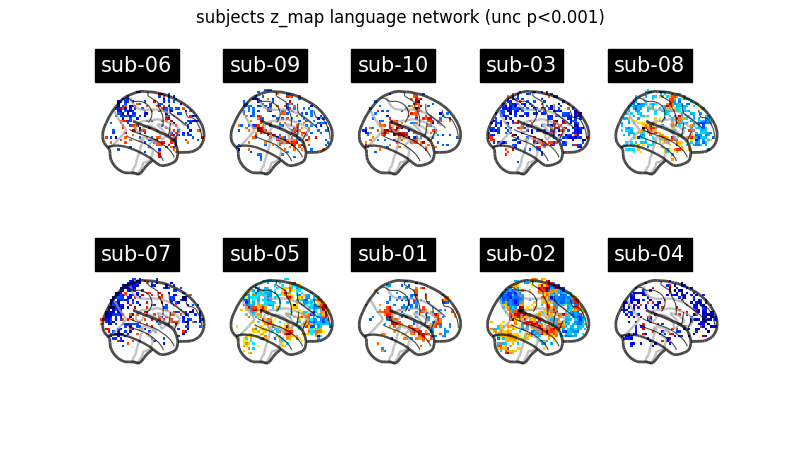 subjects z_map language network (unc p<0.001)
sub-06 sub-09 sub-10 sub-03 sub-08
sub-07 sub-05 sub-01 sub-02 sub-04